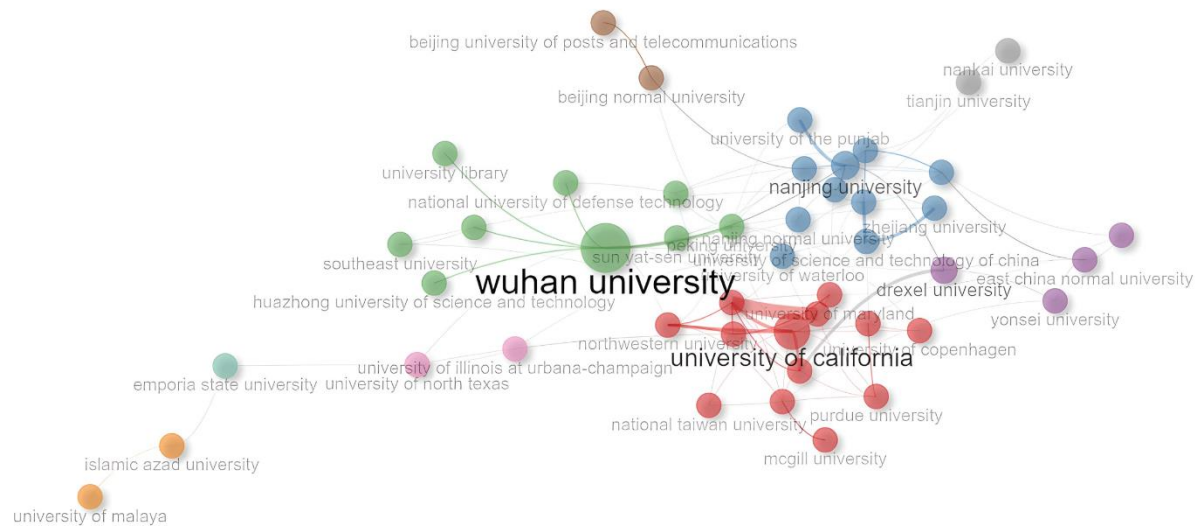 beijing university of posts and telecommunications
nankai university
beijing normal university
tianjin university
university of the punjab
university library
nanjing university
national university of defense technology
zhejiang university
nanjing normal university
peking
sun yat-sen university
southeast university
university of science and technology of china
university of waterloo
east china normal university
wuhan university
drexel university
huazhong university of science and technology
university of maryland
yonsei university
northwestern university
university of copenhagen
university of california
university of illinois at urbana-champaign
emporia state university
university of north texas
purdue university
national taiwan university
mcgill university
islamic azad university
university of malaya